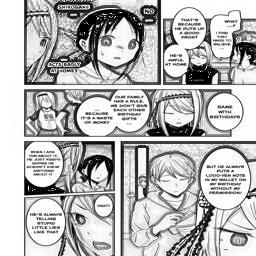 NO
SHIROGANE
ACTS BADLY
AT HOME?
WHAT
....?
I FIND
THAT HARD
TO BELIEVE
THAT'S
BECAUSE
HE PUTS UP
A GOOD
FRONT!
HE'S
AWFUL
AT HOME
SAME
WITH
BIRTHDAYS
OUR FAMILY
HAS A RULE.
WE DON'T GIVE
EACH OTHER
BIRTHDAY
GIFTS
...
BECAUSE
IT'S A WASTE
OF MONEY
BUT HE
ALWAYS PUTS
A 1,000-YEN NOTE
IN MY WALLET ON
MY BIRTHDAY
WITHOUT MY
PERMISSION!
WHEN I ASK
HIM ABOUT IT,
HE JUST KEEPS
SAYING HE
DOESN'T KNOW
ANYTHING
ABOUT IT
HE'S ALWAYS
TELLING
STUPID
LITTLE LIES
LIKE THAT